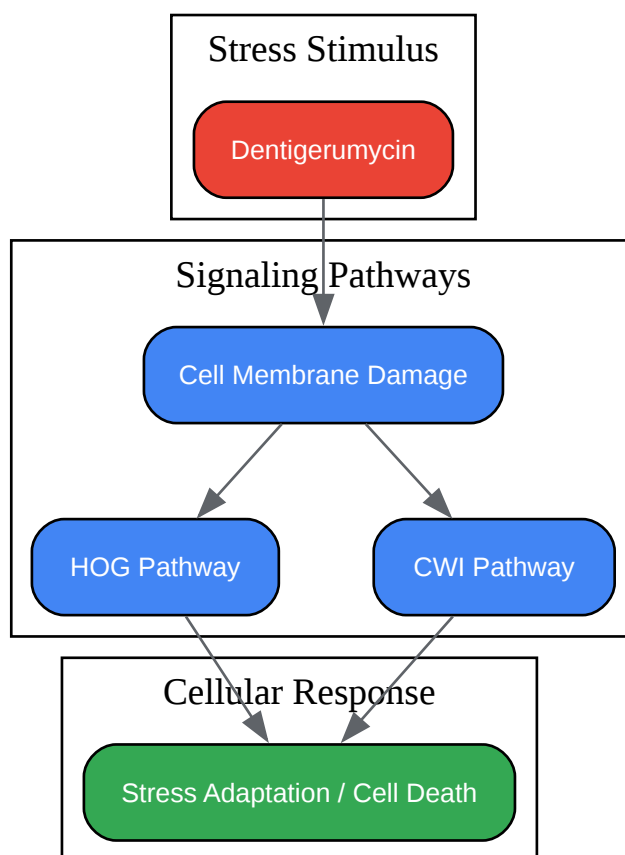 Stress Stimulus
Dentigerumycin
Signaling Pathways
Cell Membrane Damage
HOG Pathway
CWI Pathway
Cellular Response
Stress Adaptation / Cell Death